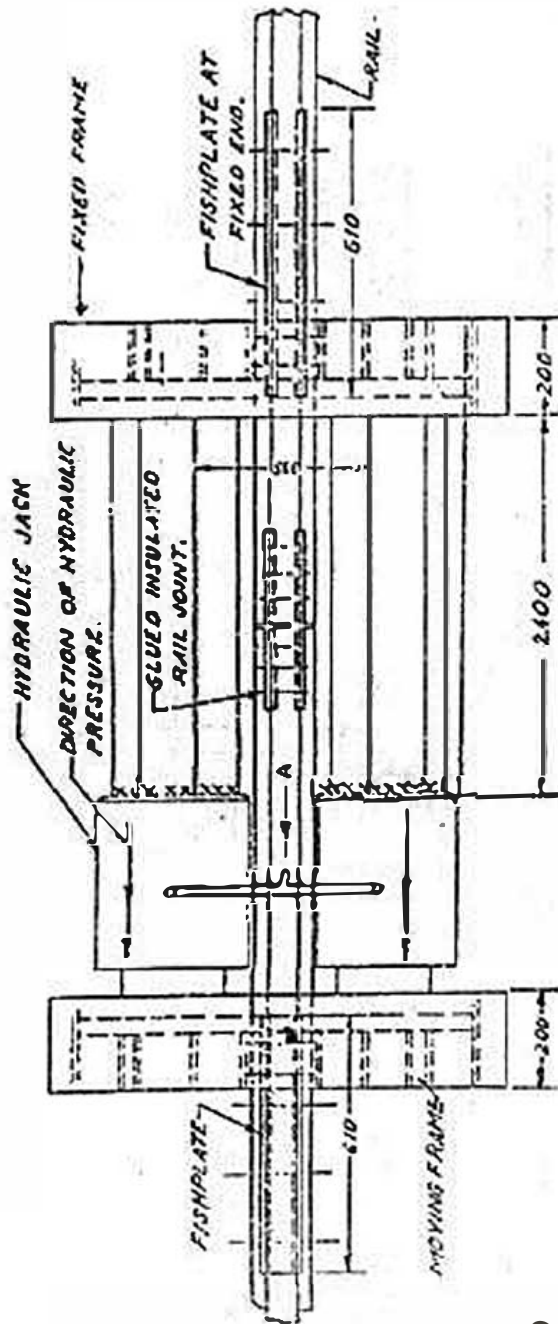 HYDRAULIC JACK
DIRECTION OF HYDRAULIC
PRESSURE.
GLUED INSULATED
RAIL JOINT.
FIXED FRAME
FISHPLATE AT
FIXED END.
RAIL.
610
200
2600
A
200
610
FISHPLATE
MOVING FRAME